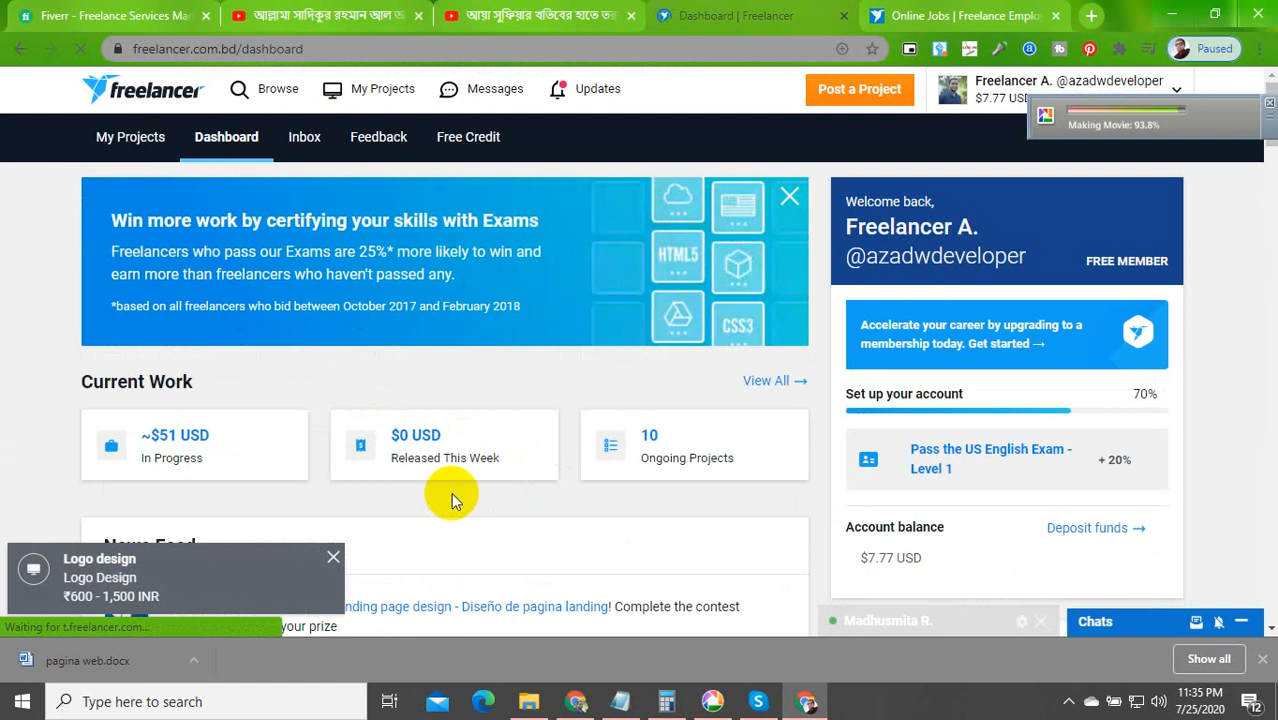 Fiverr - Freelance Services Mar
আল্লামা সাদিকুর রহমান আল আ
আয়া সুফিয়ার খতিবের হাতে তর
Dashboard | Freelancer
Online Jobs | Freelance Emplo
freelancer.com.bd/dashboard
Paused
freelancer
Browse
My Projects
Messages
Updates
Post a Project
Freelancer A. @azadwdeveloper
$7.77 USD
Making Movie: 93.8%
My Projects
Dashboard
Inbox
Feedback
Free Credit
Win more work by certifying your skills with Exams
Freelancers who pass our Exams are 25%* more likely to win and
earn more than freelancers who haven't passed any.
*based on all freelancers who bid between October 2017 and February 2018
HTML5
CSS3
Welcome back,
Freelancer A.
@azadwdeveloper
FREE MEMBER
Accelerate your career by upgrading to a
membership today. Get started →
Set up your account
70%
Pass the US English Exam -
Level 1
+ 20%
Account balance
Deposit funds →
$7.77 USD
Current Work
View All →
~$51 USD
In Progress
$0 USD
Released This Week
10
Ongoing Projects
News Feed
Logo design
Logo Design
₹600 - 1,500 INR
nding page design - Diseño de pagina landing! Complete the contest
your prize
Waiting for t.freelancer.com...
Madhusmita R.
Chats
pagina web.docx
Show all
Type here to search
11:35 PM
7/25/2020
12